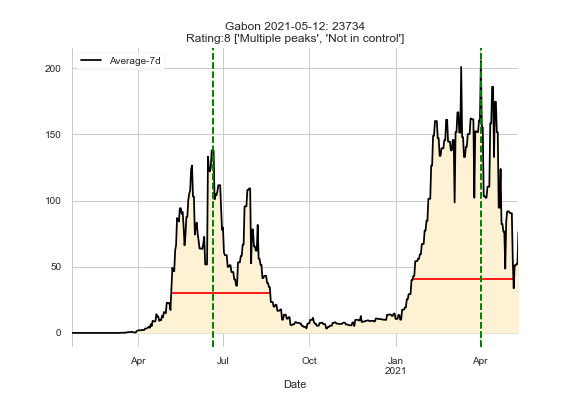 Gabon 2021-05-12: 23734
Rating:8 ['Multiple peaks', 'Not in control']
Average-7d
200
150
100
50
0
Apr Jul Oct Jan Apr
2021
Date